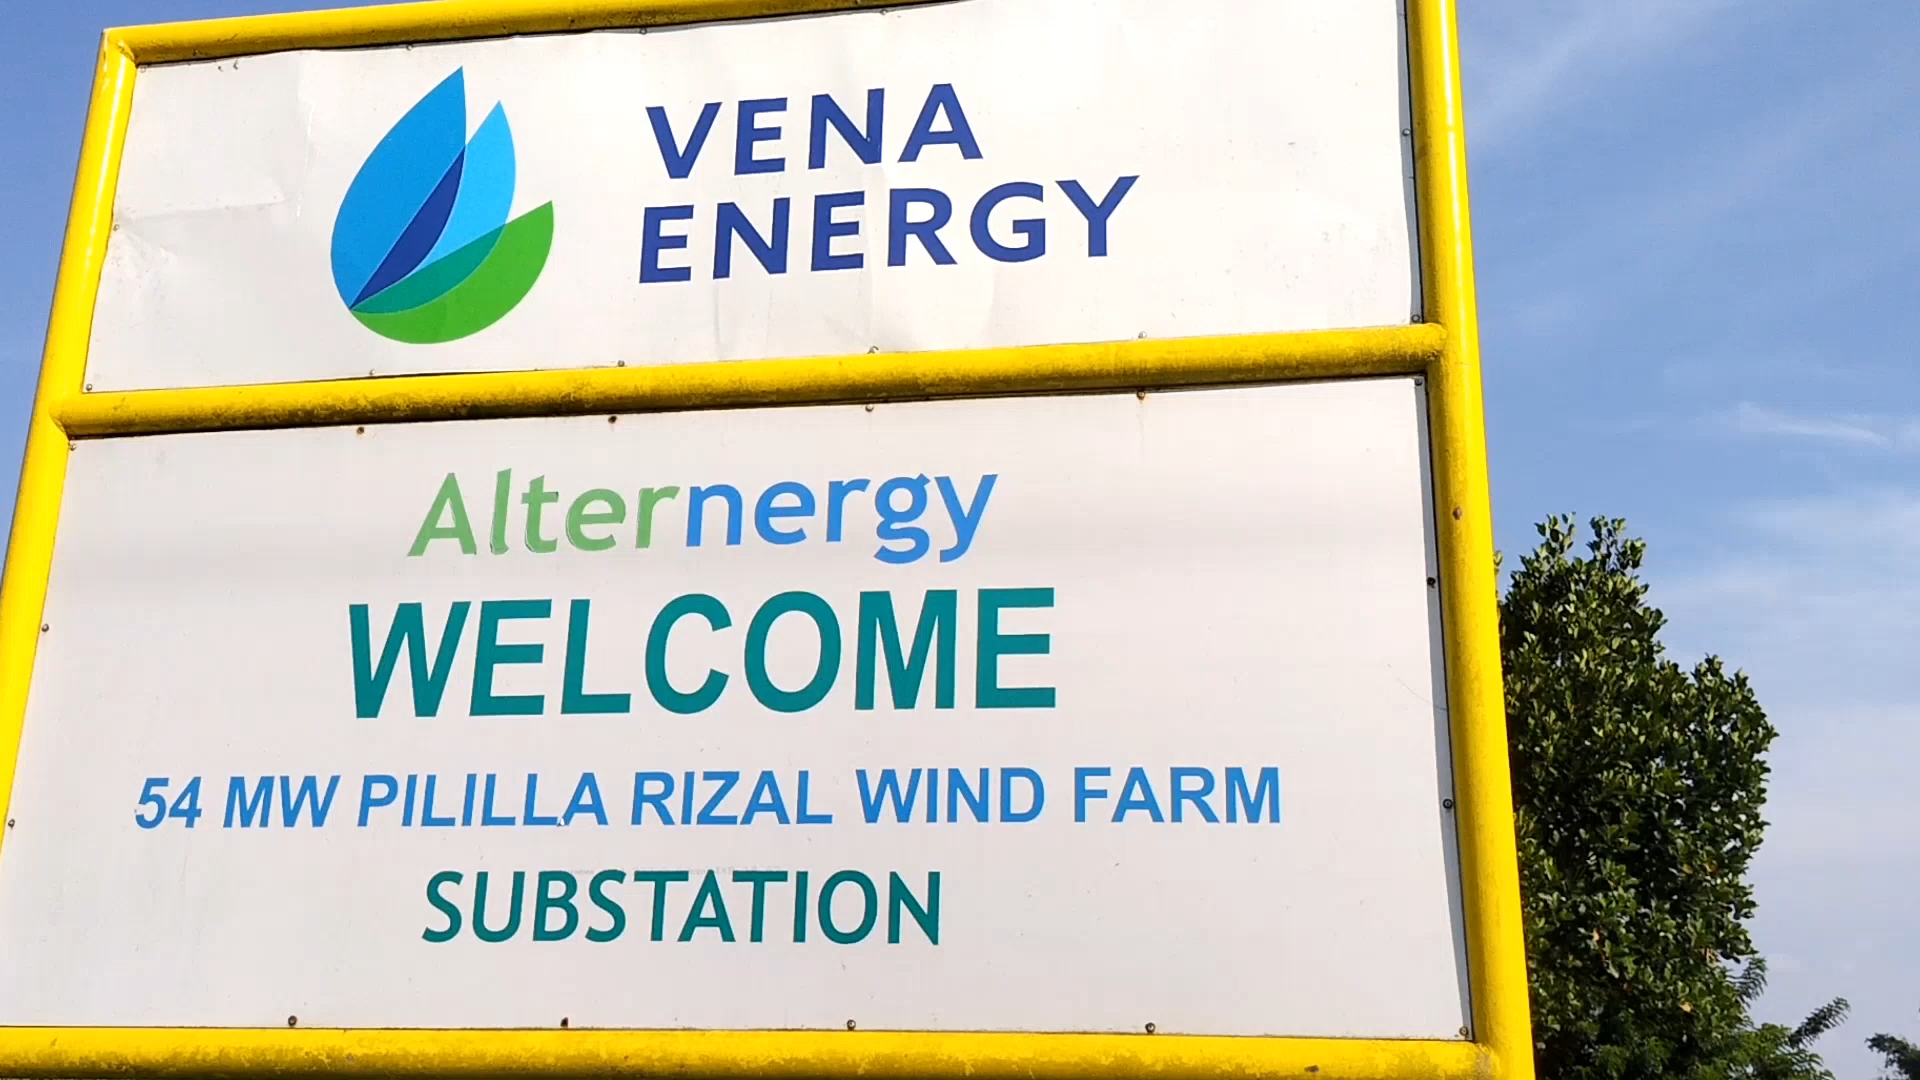 VENA
ENERGY
Alternergy
WELCOME
54 MW PILILLA RIZAL WIND FARM
SUBSTATION